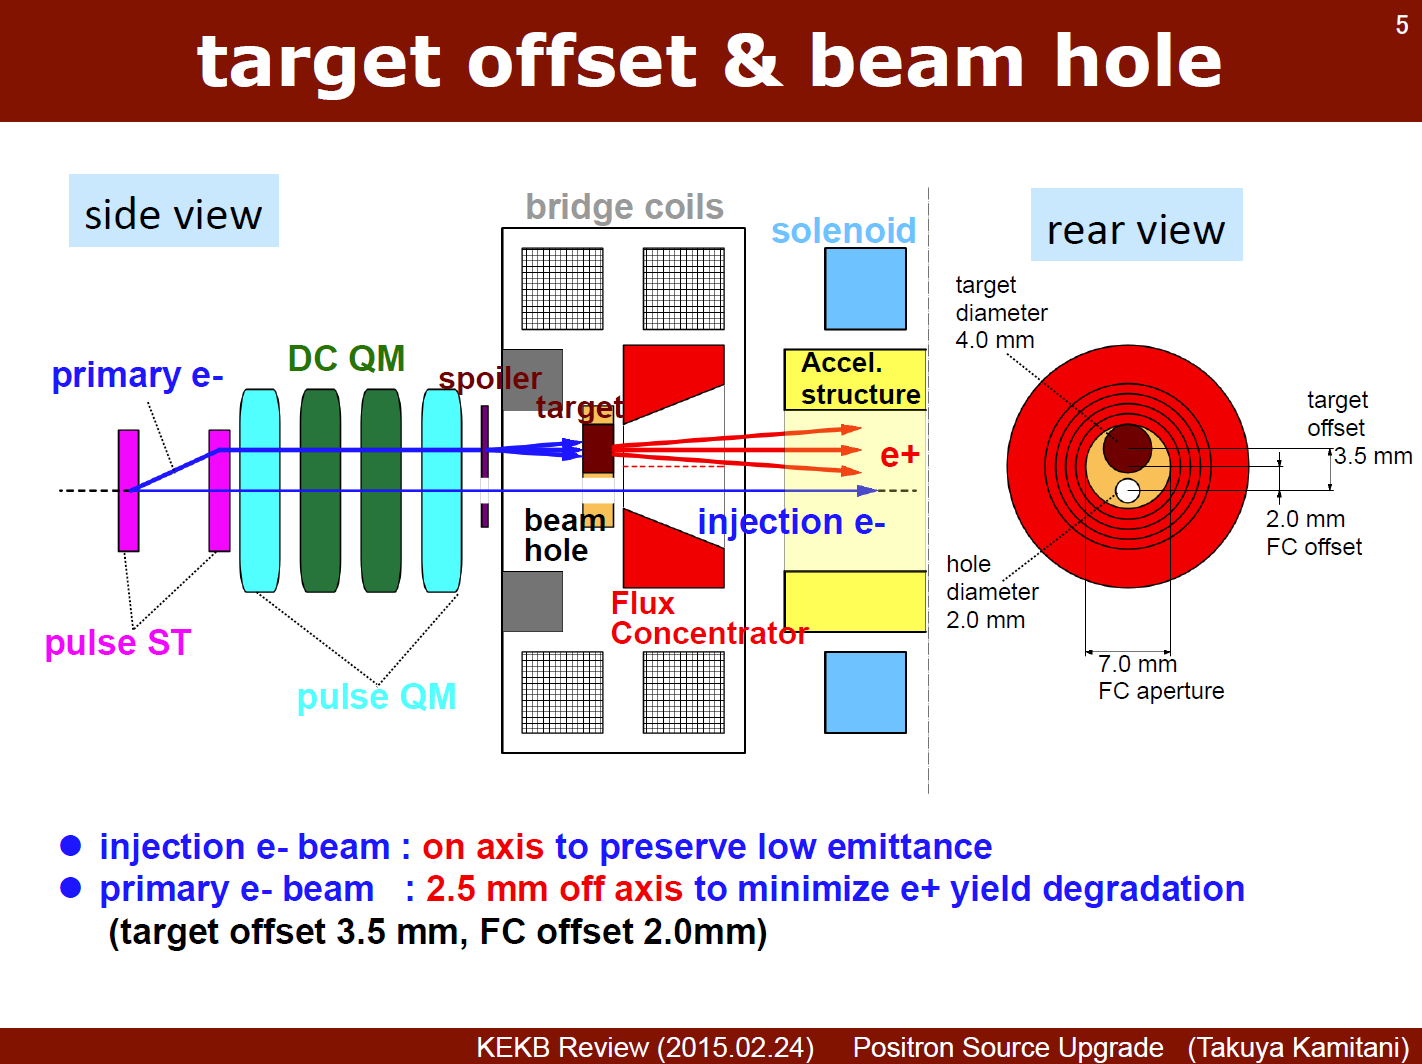 5
target offset & beam hole
side view
bridge coils
solenoid
rear view
target
diameter
4.0 mm
primary e-
DC QM
spoiler
target
Accel.
structure
e+
target
offset
3.5 mm
beam
hole
injection e-
2.0 mm
FC offset
hole
diameter
2.0 mm
Flux
Concentrator
pulse ST
pulse QM
7.0 mm
FC aperture
● injection e- beam : on axis to preserve low emittance
● primary e- beam : 2.5 mm off axis to minimize e+ yield degradation
(target offset 3.5 mm, FC offset 2.0mm)
KEKB Review (2015.02.24) Positron Source Upgrade (Takuya Kamitani)